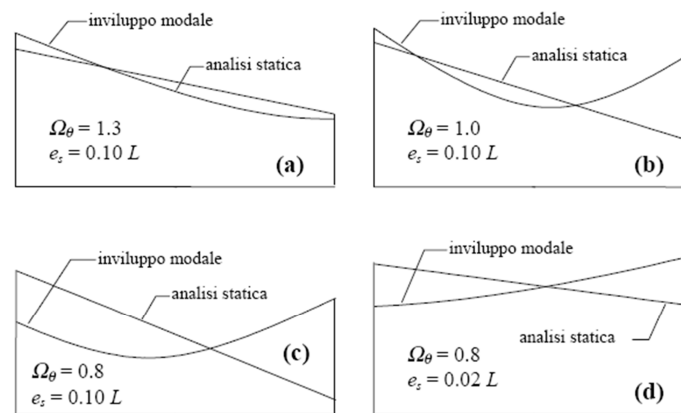 inviluppo modale
analisi statica
Ωθ = 1.3
es = 0.10 L
(a)
inviluppo modale
analisi statica
Ωθ = 1.0
es = 0.10 L
(b)
inviluppo modale
analisi statica
Ωθ = 0.8
es = 0.10 L
(c)
inviluppo modale
analisi statica
Ωθ = 0.8
es = 0.02 L
(d)